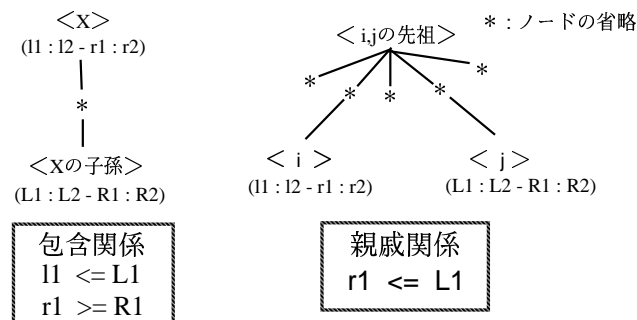 ＜X＞
(l1 : l2 - r1 : r2)
*
＜Xの子孫＞
(L1 : L2 - R1 : R2)
包含関係
l1 <= L1
r1 >= R1
＜i,jの先祖＞
* : ノードの省略
* * * * *
＜ i ＞
(l1 : l2 - r1 : r2)
＜ j ＞
(L1 : L2 - R1 : R2)
親戚関係
r1 <= L1